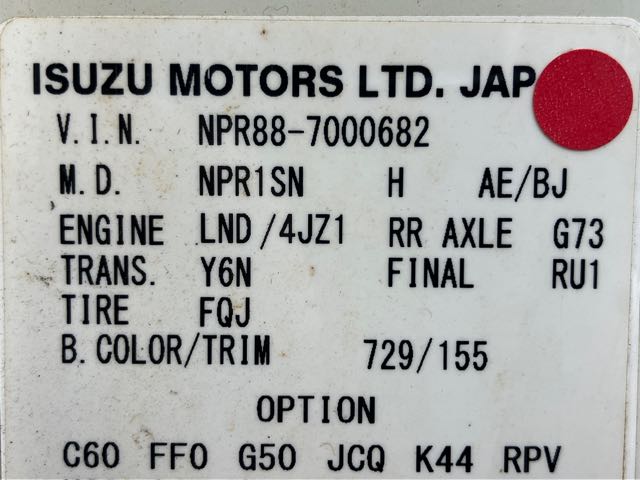 ISUZU MOTORS LTD. JAP
V.I.N. NPR88-7000682
M.D. NPR1SN H AE/BJ
ENGINE LND/4JZ1 RR AXLE G73
TRANS. Y6N FINAL RU1
TIRE FQJ
B.COLOR/TRIM 729/155
OPTION
C60 FF0 G50 JCQ K44 RPV